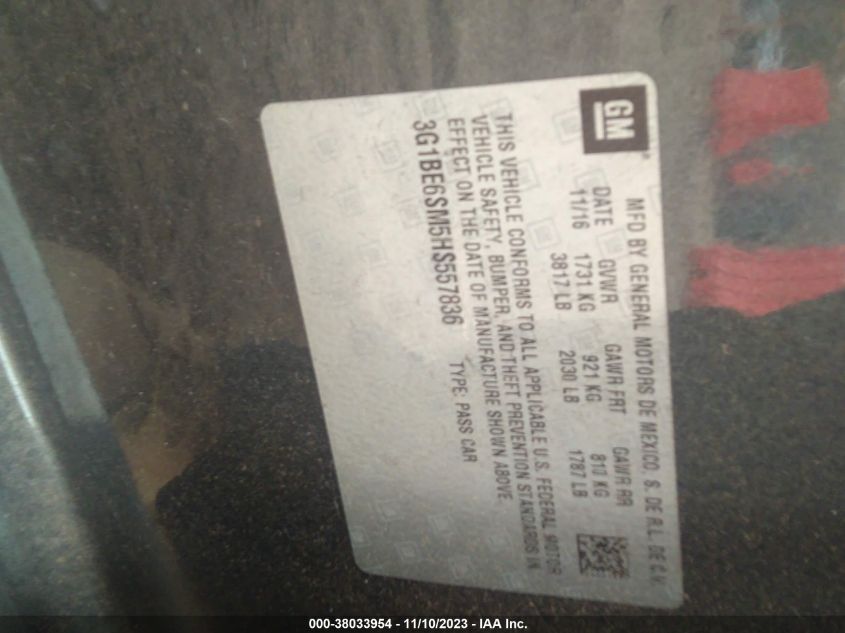 GM
MFD BY GENERAL MOTORS DE MEXICO, S. DE R.L. DE C.V.
DATE GVWR GAWR FRT GAWR RR
11/16 1731 KG 921 KG 810 KG
3817 LB 2030 LB 1787 LB
THIS VEHICLE CONFORMS TO ALL APPLICABLE U.S. FEDERAL MOTOR
VEHICLE SAFETY, BUMPER, AND THEFT PREVENTION STANDARDS IN
EFFECT ON THE DATE OF MANUFACTURE SHOWN ABOVE.
3G1BE6SM5HS557836 TYPE: PASS CAR
000-38033954 - 11/10/2023 - IAA Inc.